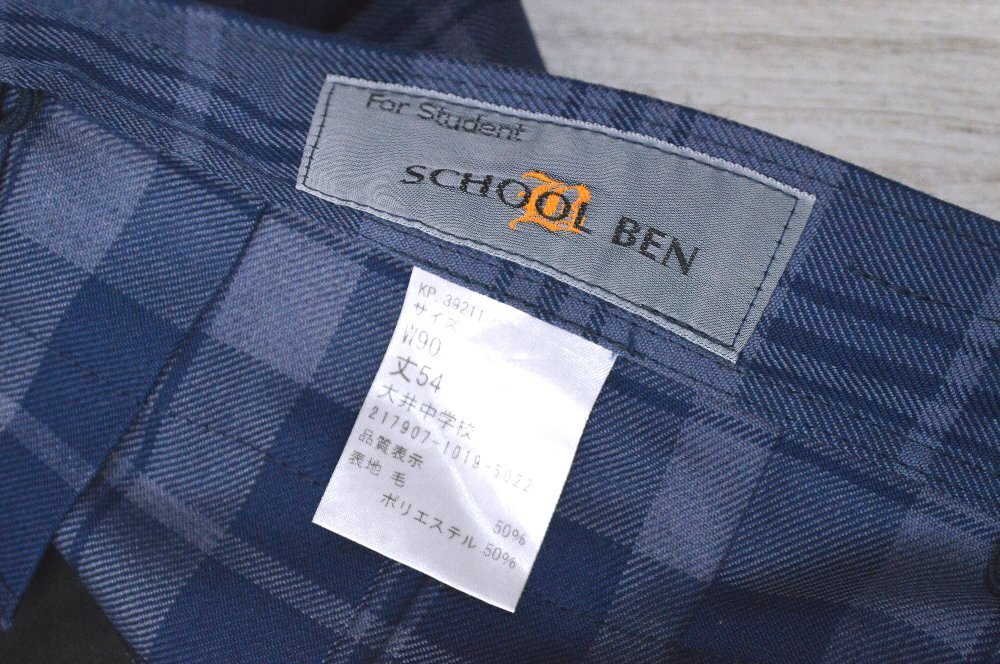 For Student
SCHOOL BEN
B
KP. 39211
サイズ
W90
丈54
大井中学校
217907-1019-5022
品質表示
表地 毛 50%
ポリエステル 50%